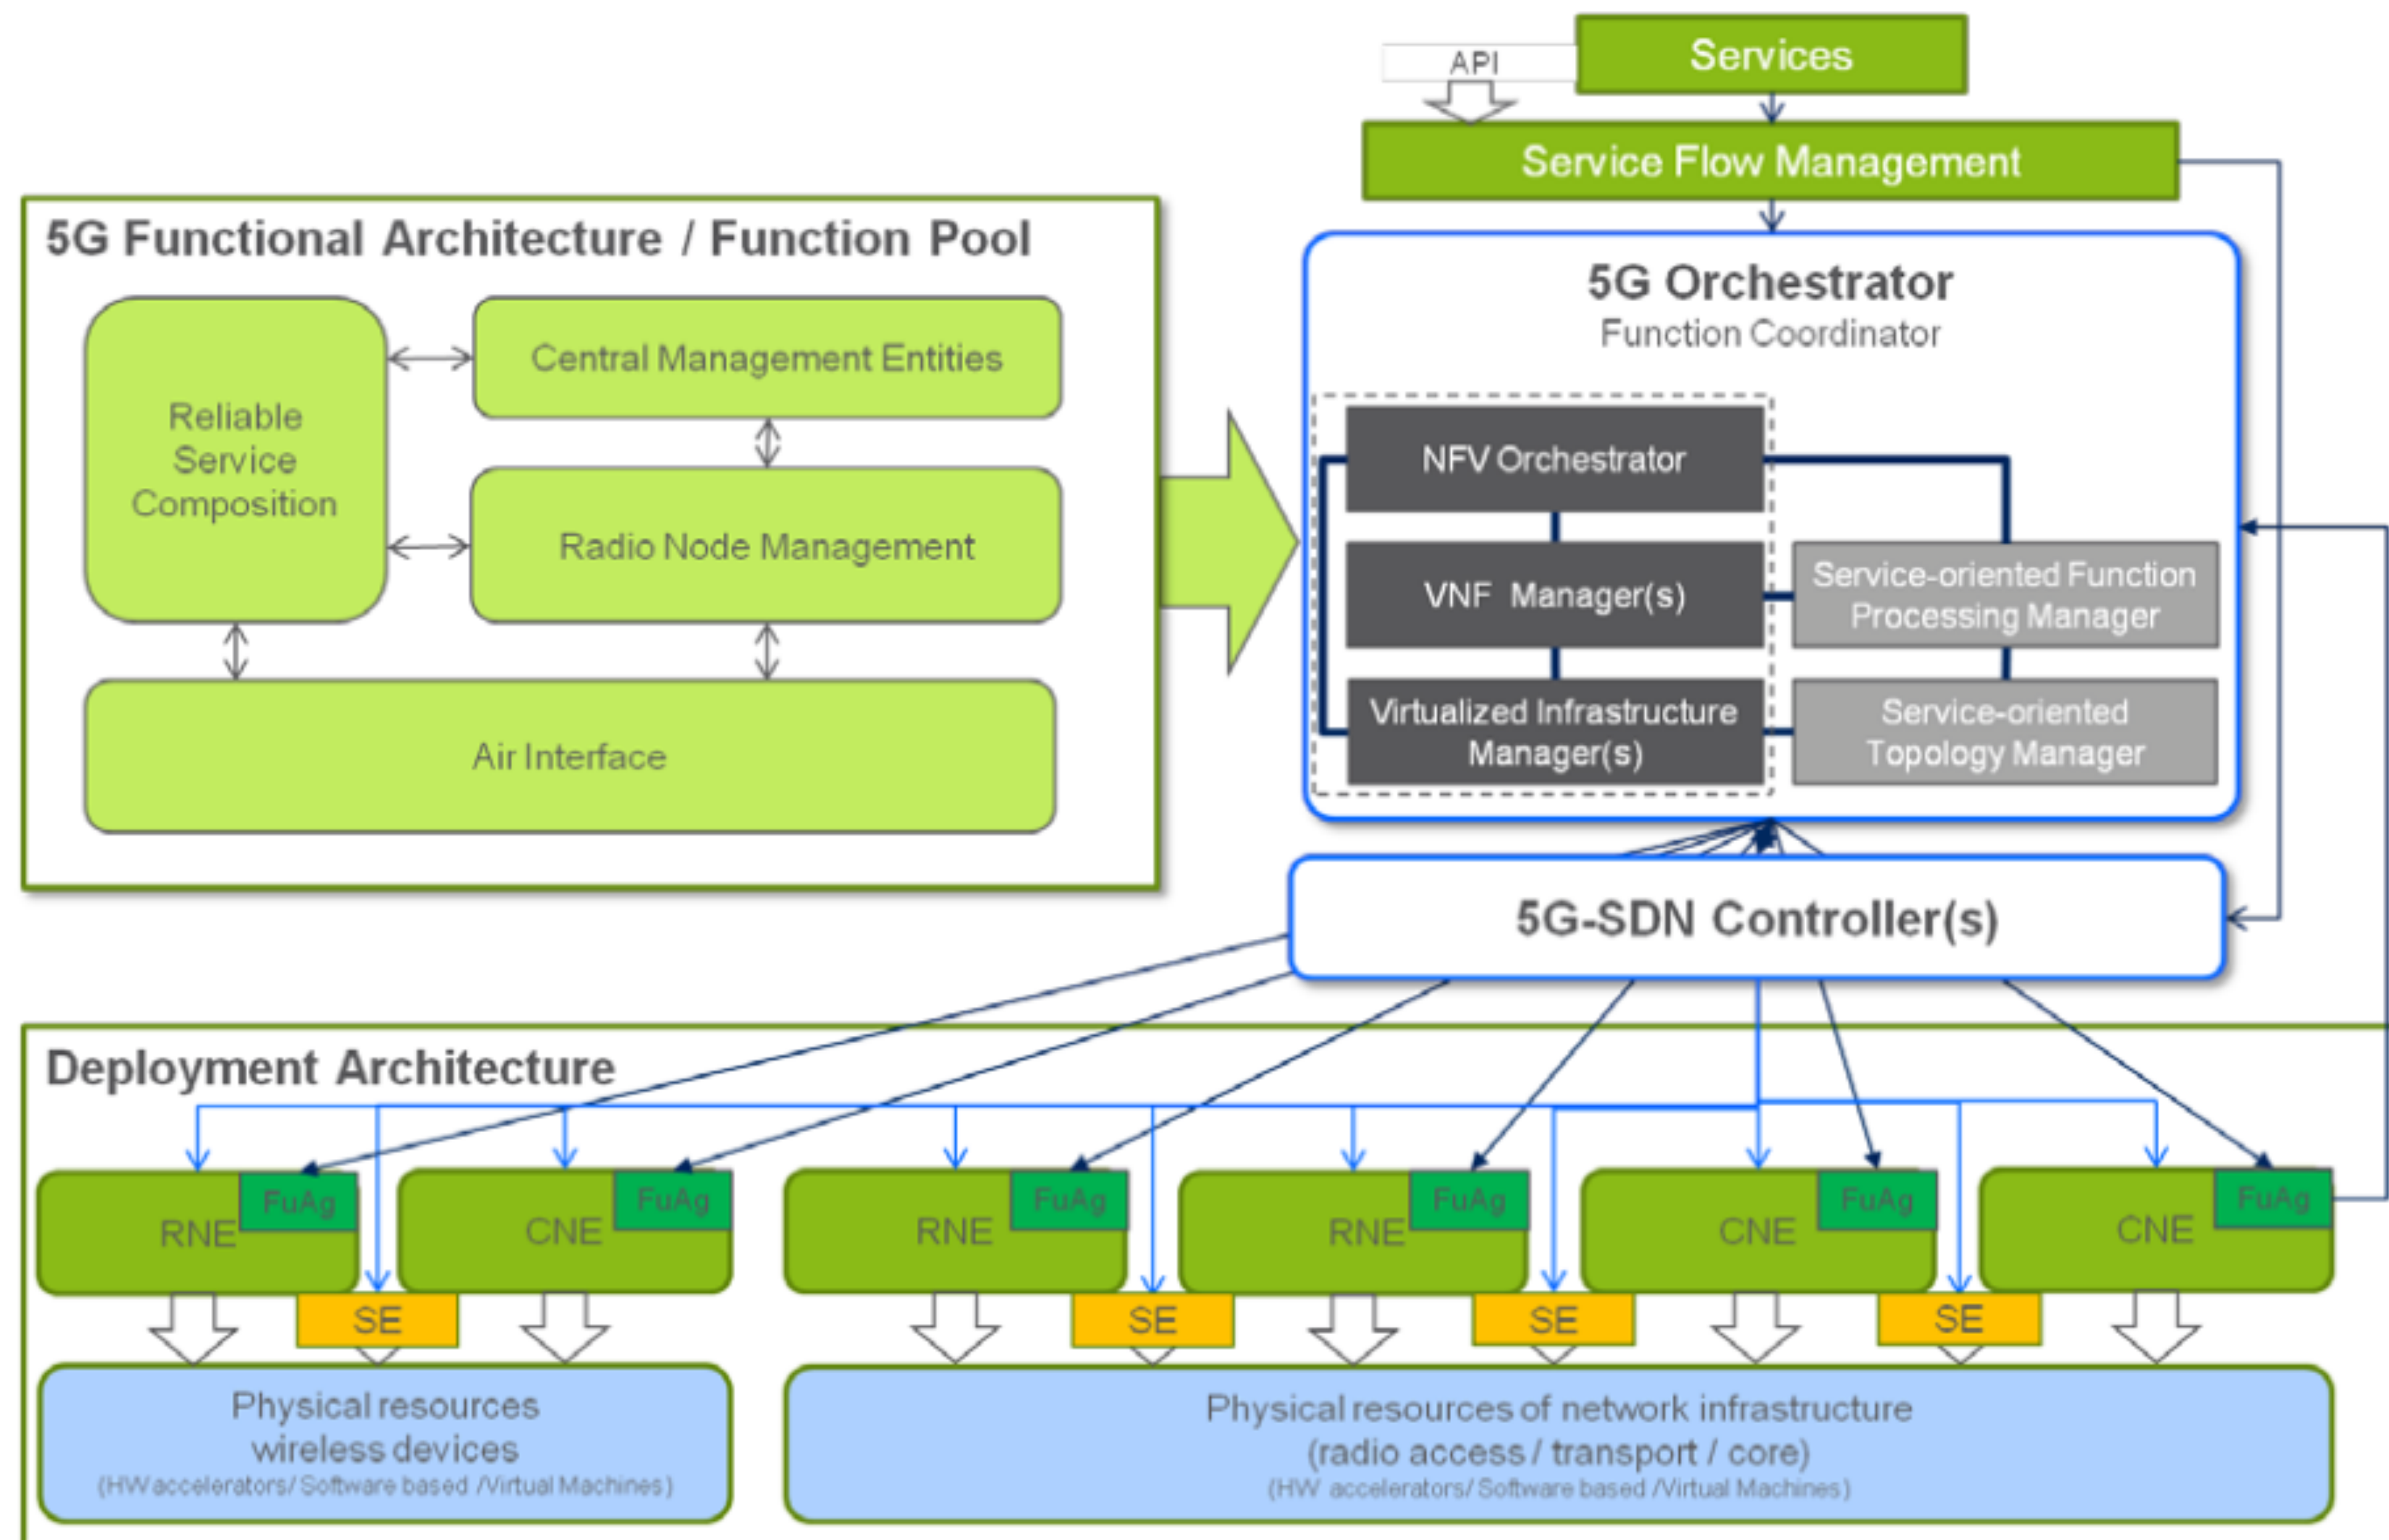 Services
API
Service Flow Management
5G Functional Architecture / Function Pool
Reliable
Service
Composition
Central Management Entities
Radio Node Management
Air Interface
5G Orchestrator
Function Coordinator
NFV Orchestrator
VNF Manager(s)
Service-oriented Function
Processing Manager
Virtualized Infrastructure
Manager(s)
Service-oriented
Topology Manager
5G-SDN Controller(s)
Deployment Architecture
RNE
FuAg
SE
CNE
FuAg
RNE
FuAg
SE
RNE
FuAg
SE
CNE
FuAg
SE
CNE
FuAg
Physical resources
wireless devices
(HW accelerators/ Software based /Virtual Machines)
Physical resources of network infrastructure
(radio access / transport / core)
(HW accelerators/ Software based /Virtual Machines)